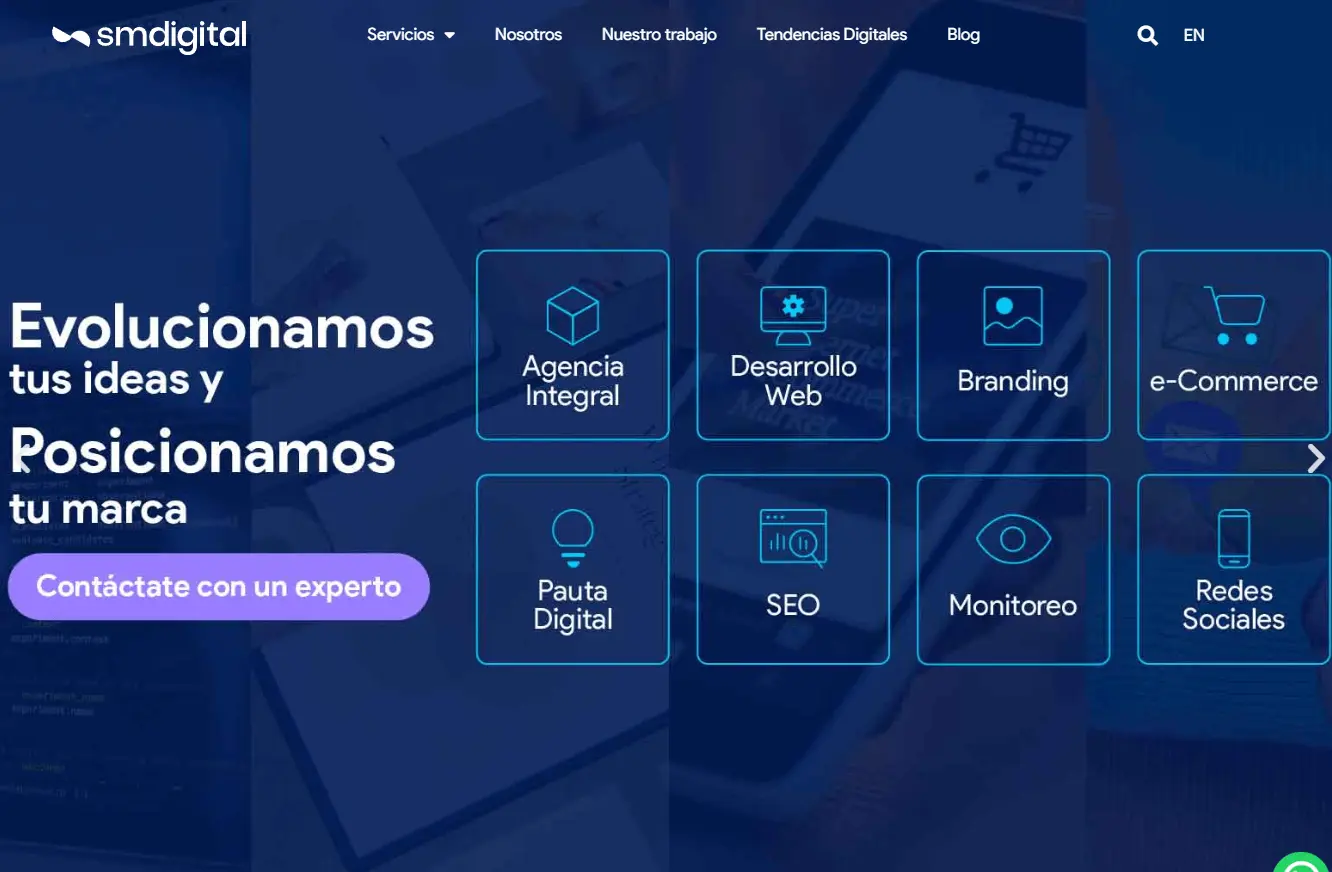 smdigital
Servicios
Nosotros
Nuestro trabajo
Tendencias Digitales
Blog
EN
Evolucionamos
tus ideas y
Posicionamos
tu marca
Contáctate con un experto
Agencia
Integral
Desarrollo
Web
Branding
e-Commerce
Pauta
Digital
SEO
Monitoreo
Redes
Sociales